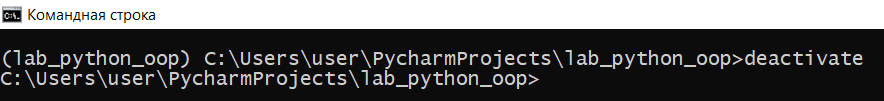 Командная строка
(lab_python_oop) C:\Users\user\PycharmProjects\lab_python_oop>deactivate
C:\Users\user\PycharmProjects\lab_python_oop>